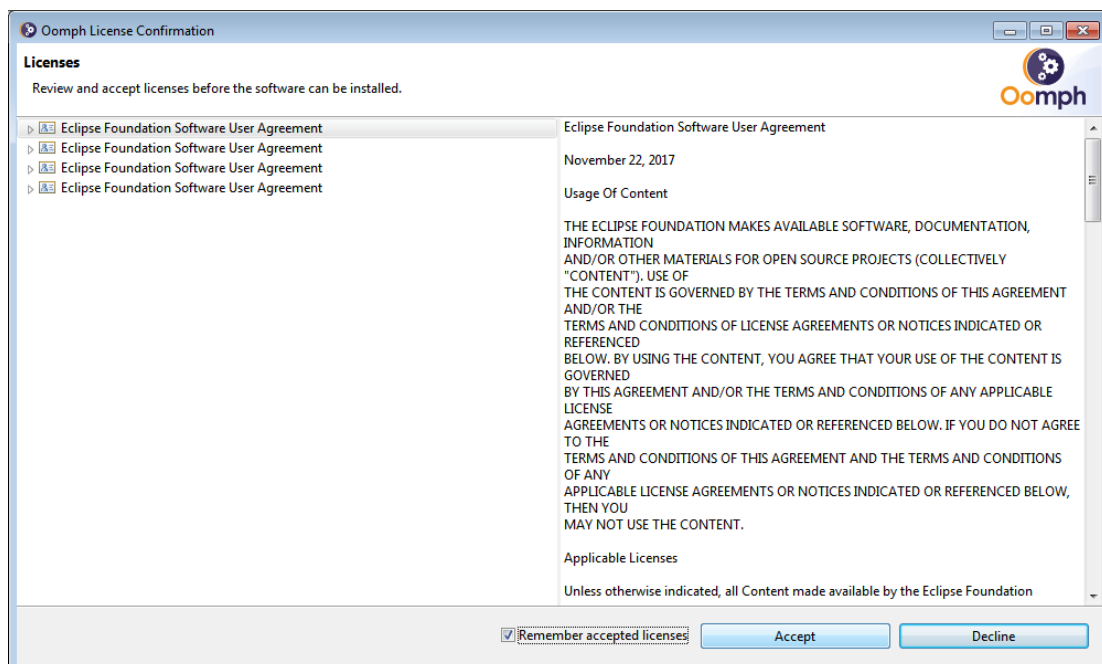 Oomph License Confirmation
Licenses
Review and accept licenses before the software can be installed.
Oomph
Eclipse Foundation Software User Agreement
Eclipse Foundation Software User Agreement
Eclipse Foundation Software User Agreement
Eclipse Foundation Software User Agreement
Eclipse Foundation Software User Agreement
November 22, 2017
Usage Of Content
THE ECLIPSE FOUNDATION MAKES AVAILABLE SOFTWARE, DOCUMENTATION,
INFORMATION
AND/OR OTHER MATERIALS FOR OPEN SOURCE PROJECTS (COLLECTIVELY
"CONTENT"). USE OF
THE CONTENT IS GOVERNED BY THE TERMS AND CONDITIONS OF THIS AGREEMENT
AND/OR THE
TERMS AND CONDITIONS OF LICENSE AGREEMENTS OR NOTICES INDICATED OR
REFERENCED
BELOW. BY USING THE CONTENT, YOU AGREE THAT YOUR USE OF THE CONTENT IS
GOVERNED
BY THIS AGREEMENT AND/OR THE TERMS AND CONDITIONS OF ANY APPLICABLE
LICENSE
AGREEMENTS OR NOTICES INDICATED OR REFERENCED BELOW. IF YOU DO NOT AGREE
TO THE
TERMS AND CONDITIONS OF THIS AGREEMENT AND THE TERMS AND CONDITIONS
OF ANY
APPLICABLE LICENSE AGREEMENTS OR NOTICES INDICATED OR REFERENCED BELOW,
THEN YOU
MAY NOT USE THE CONTENT.
Applicable Licenses
Unless otherwise indicated, all Content made available by the Eclipse Foundation
Remember accepted licenses
Accept
Decline